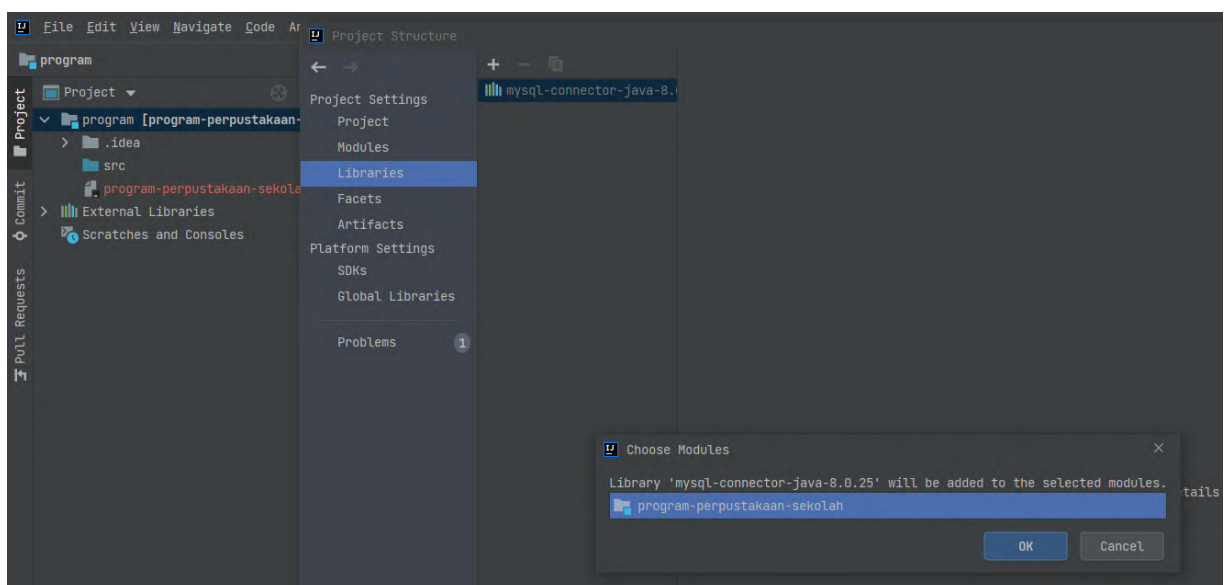 File Edit View Navigate Code
program
Project
program [program-perpustakaan-
.idea
src
program-perpustakaan-sekola
External Libraries
Scratches and Consoles
Project
Commit
Pull Requests
Project Structure
Project Settings
Project
Modules
Libraries
Facets
Artifacts
Platform Settings
SDKs
Global Libraries
Problems 1
mysql-connector-java-8.
Choose Modules
Library 'mysql-connector-java-8.0.25' will be added to the selected modules.
program-perpustakaan-sekolah
OK Cancel
tails